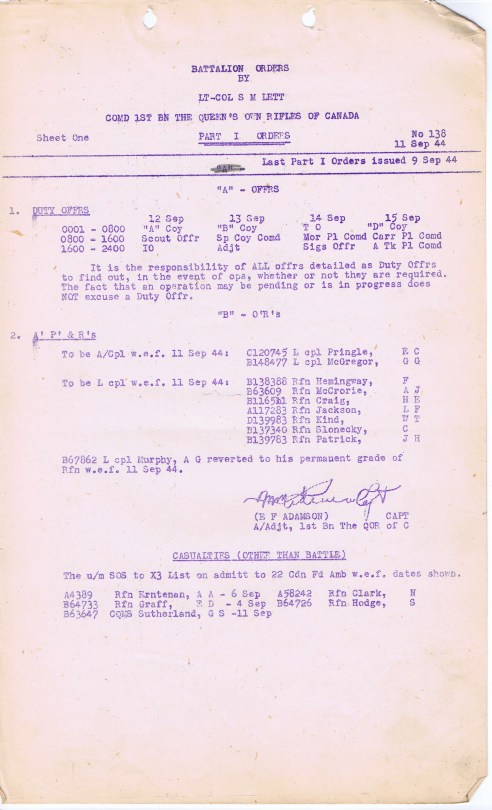 BATTALION ORDERS
BY
LT-COL S M LETT
COMD 1ST BN THE QUEEN'S OWN RIFLES OF CANADA
Sheet One PART I ORDERS No 138
11 Sep 44
Last Part I Orders issued 9 Sep 44
"A" - OFFRS
1. DUTY OFFRS
12 Sep 13 Sep 14 Sep 15 Sep
0001 - 0800 "A" Coy "B" Coy T O "D" Coy
0800 - 1600 Scout Offr Sp Coy Comd Mor Pl Comd Carr Pl Comd
1600 - 2400 IO Adjt Sigs Offr A Tk Pl Comd
It is the responsibility of ALL offrs detailed as Duty Offrs
to find out, in the event of ops, whether or not they are required.
The fact that an operation may be pending or is in progress does
NOT excuse a Duty Offr.
"B" - O'R's
2. A' P' & R's
To be A/Cpl w.e.f. 11 Sep 44: C120745 L cpl Pringle, E C
B148477 L cpl McGregor, G G
To be L cpl w.e.f. 11 Sep 44: B138388 Rfn Hemingway, F
B63609 Rfn McCrorie, A J
Rfn Craig, H E
A117283 Rfn Jackson, L F
D139983 Rfn Kind, W T
B137340 Rfn Slonecky, C
B139783 Rfn Patrick, J H
B67862 L cpl Murphy, A G reverted to his permanent grade of
Rfn w.e.f. 11 Sep 44.
(E F ADAMSON) CAPT
A/Adjt, 1st Bn The QOR of C
CASUALTIES (OTHER THAN BATTLE)
The u/m SOS to X3 List on admitt to 22 Cdn Fd Amb w.e.f. dates shown.
A4389 Rfn Erntenan, A A - 6 Sep A58242 Rfn Clark, N
B64733 Rfn Graff, E D - 4 Sep B64726 Rfn Hodge, S
B63647 CQMS Sutherland, G S -11 Sep